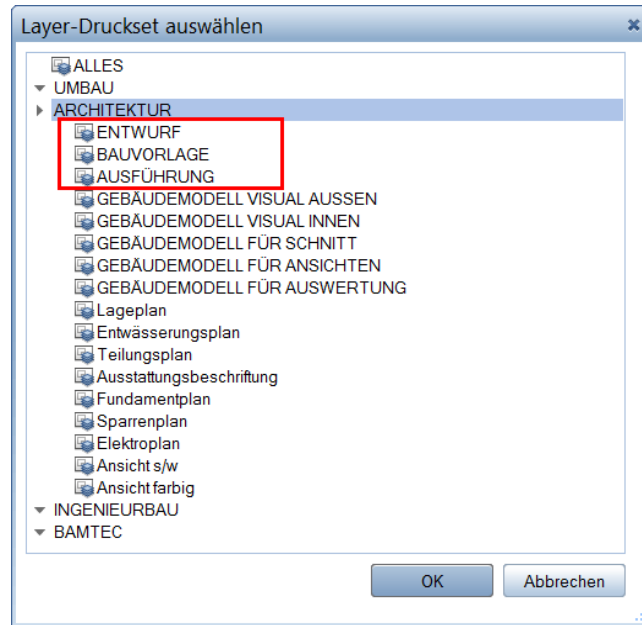 Layer-Druckset auswählen
ALLES
UMBAU
ARCHITEKTUR
ENTWURF
BAUVORLAGE
AUSFÜHRUNG
GEBÄUDEMODELL VISUAL AUSSEN
GEBÄUDEMODELL VISUAL INNEN
GEBÄUDEMODELL FÜR SCHNITT
GEBÄUDEMODELL FÜR ANSICHTEN
GEBÄUDEMODELL FÜR AUSWERTUNG
Lageplan
Entwässerungsplan
Teilungsplan
Ausstattungsbeschriftung
Fundamentplan
Sparrenplan
Elektroplan
Ansicht s/w
Ansicht farbig
INGENIEURBAU
BAMTEC
OK Abbrechen